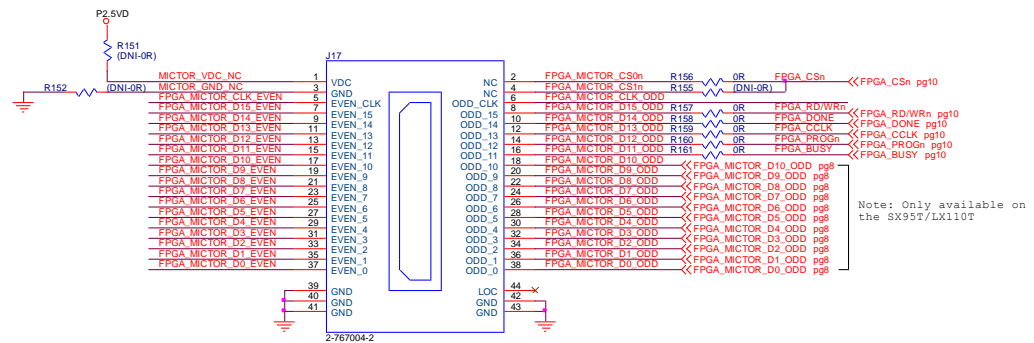 P2.5VD
R151
(DNI-0R)
J17
MICTOR_VDC_NC 1 VDC NC 2 FPGA_MICTOR_CS0n R156 0R FPGA_CSn FPGA_CSn pg10
R152 (DNI-0R) MICTOR_GND_NC 3 GND NC 4 FPGA_MICTOR_CS1n R155 (DNI-0R)
FPGA_MICTOR_CLK_EVEN 5 EVEN_CLK ODD_CLK 6 FPGA_MICTOR_CLK_ODD
FPGA_MICTOR_D15_EVEN 7 EVEN_15 ODD_15 8 FPGA_MICTOR_D15_ODD R157 0R FPGA_RD/WRn FPGA_RD/WRn pg10
FPGA_MICTOR_D14_EVEN 9 EVEN_14 ODD_14 10 FPGA_MICTOR_D14_ODD R158 0R FPGA_DONE FPGA_DONE pg10
FPGA_MICTOR_D13_EVEN 11 EVEN_13 ODD_13 12 FPGA_MICTOR_D13_ODD R159 0R FPGA_CCLK FPGA_CCLK pg10
FPGA_MICTOR_D12_EVEN 13 EVEN_12 ODD_12 14 FPGA_MICTOR_D12_ODD R160 0R FPGA_PROGn FPGA_PROGn pg10
FPGA_MICTOR_D11_EVEN 15 EVEN_11 ODD_11 16 FPGA_MICTOR_D11_ODD R161 0R FPGA_BUSY FPGA_BUSY pg10
FPGA_MICTOR_D10_EVEN 17 EVEN_10 ODD_10 18 FPGA_MICTOR_D10_ODD FPGA_MICTOR_D10_ODD pg8
FPGA_MICTOR_D9_EVEN 19 EVEN_9 ODD_9 20 FPGA_MICTOR_D9_ODD FPGA_MICTOR_D9_ODD pg8
FPGA_MICTOR_D8_EVEN 21 EVEN_8 ODD_8 22 FPGA_MICTOR_D8_ODD FPGA_MICTOR_D8_ODD pg8
FPGA_MICTOR_D7_EVEN 23 EVEN_7 ODD_7 24 FPGA_MICTOR_D7_ODD FPGA_MICTOR_D7_ODD pg8
FPGA_MICTOR_D6_EVEN 25 EVEN_6 ODD_6 26 FPGA_MICTOR_D6_ODD FPGA_MICTOR_D6_ODD pg8
FPGA_MICTOR_D5_EVEN 27 EVEN_5 ODD_5 28 FPGA_MICTOR_D5_ODD FPGA_MICTOR_D5_ODD pg8
FPGA_MICTOR_D4_EVEN 29 EVEN_4 ODD_4 30 FPGA_MICTOR_D4_ODD FPGA_MICTOR_D4_ODD pg8
FPGA_MICTOR_D3_EVEN 31 EVEN_3 ODD_3 32 FPGA_MICTOR_D3_ODD FPGA_MICTOR_D3_ODD pg8
FPGA_MICTOR_D2_EVEN 33 EVEN_2 ODD_2 34 FPGA_MICTOR_D2_ODD FPGA_MICTOR_D2_ODD pg8
FPGA_MICTOR_D1_EVEN 35 EVEN_1 ODD_1 36 FPGA_MICTOR_D1_ODD FPGA_MICTOR_D1_ODD pg8
FPGA_MICTOR_D0_EVEN 37 EVEN_0 ODD_0 38 FPGA_MICTOR_D0_ODD FPGA_MICTOR_D0_ODD pg8
Note: Only available on
the SX95T/LX110T
39 GND LOC 44
40 GND GND 42
41 GND GND 43
2-767004-2